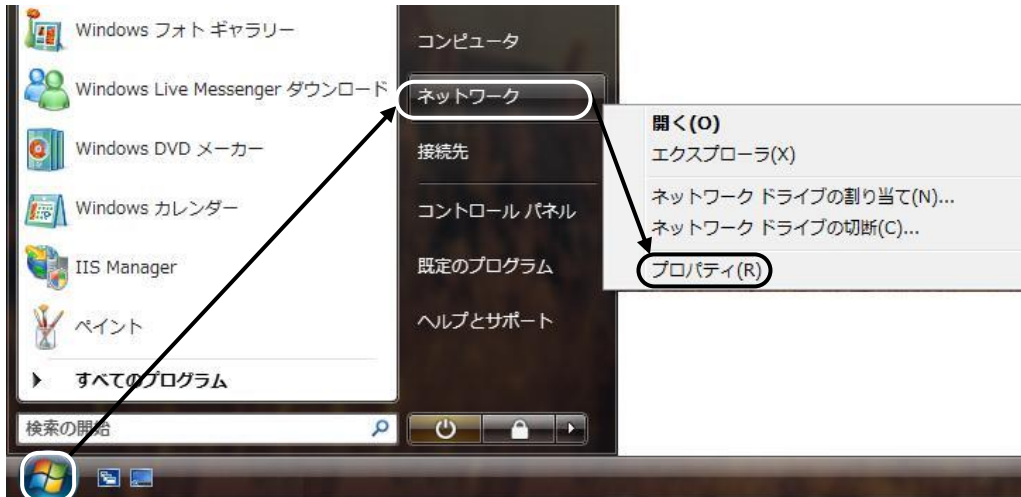 Windows フォト ギャラリー
Windows Live Messenger ダウンロード
Windows DVD メーカー
Windows カレンダー
IIS Manager
ペイント
すべてのプログラム
検索の開始
コンピュータ
ネットワーク
接続先
コントロール パネル
既定のプログラム
ヘルプとサポート
開く(O)
エクスプローラ(X)
ネットワーク ドライブの割り当て(N)...
ネットワーク ドライブの切断(C)...
プロパティ(R)